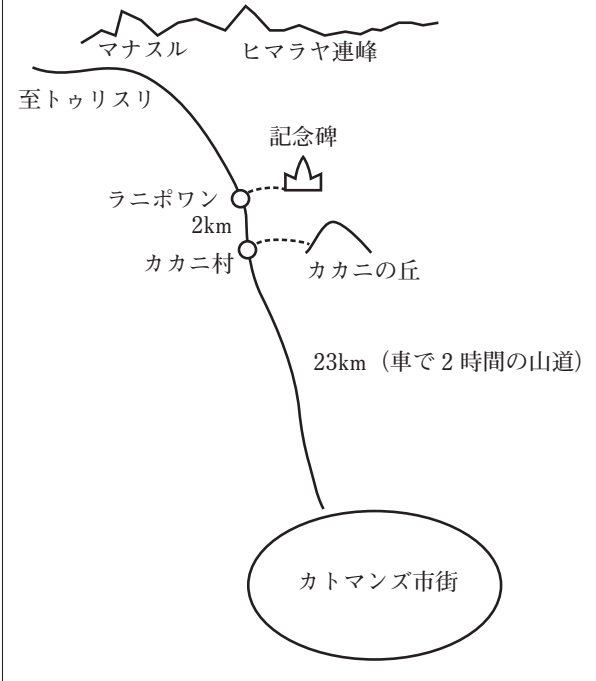 マナスル
ヒマラヤ連峰
至トゥリスリ
記念碑
ラニポワン
2km
カカニ村
カカニの丘
23km（車で2時間の山道）
カトマンズ市街